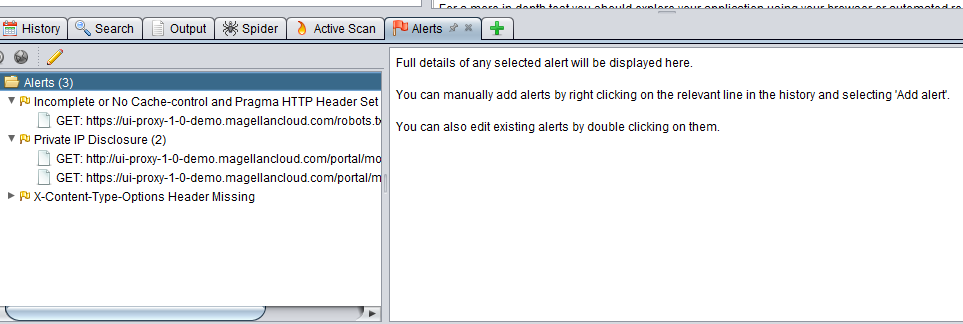 For a more in depth test you should explore your application using your browser or automated re
History Search Output Spider Active Scan Alerts
Alerts (3)
Incomplete or No Cache-control and Pragma HTTP Header Set
GET: https://ui-proxy-1-0-demo.magellancloud.com/robots.tx
Private IP Disclosure (2)
GET: http://ui-proxy-1-0-demo.magellancloud.com/portal/mo
GET: https://ui-proxy-1-0-demo.magellancloud.com/portal/m
X-Content-Type-Options Header Missing
Full details of any selected alert will be displayed here.
You can manually add alerts by right clicking on the relevant line in the history and selecting 'Add alert'.
You can also edit existing alerts by double clicking on them.